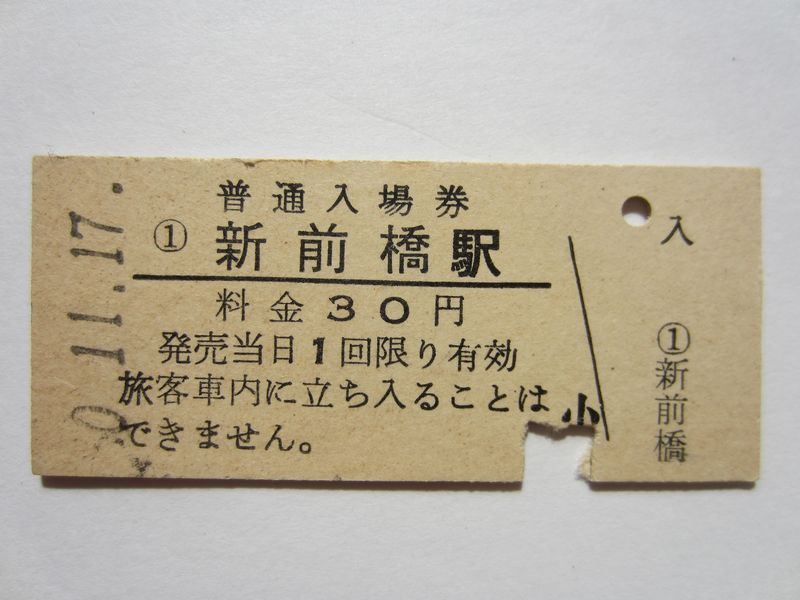 普通入場券
① 新前橋駅
料金30円
発売当日1回限り有効
旅客車内に立ち入ることは
できません。
小
入
①新前橋
11.17.